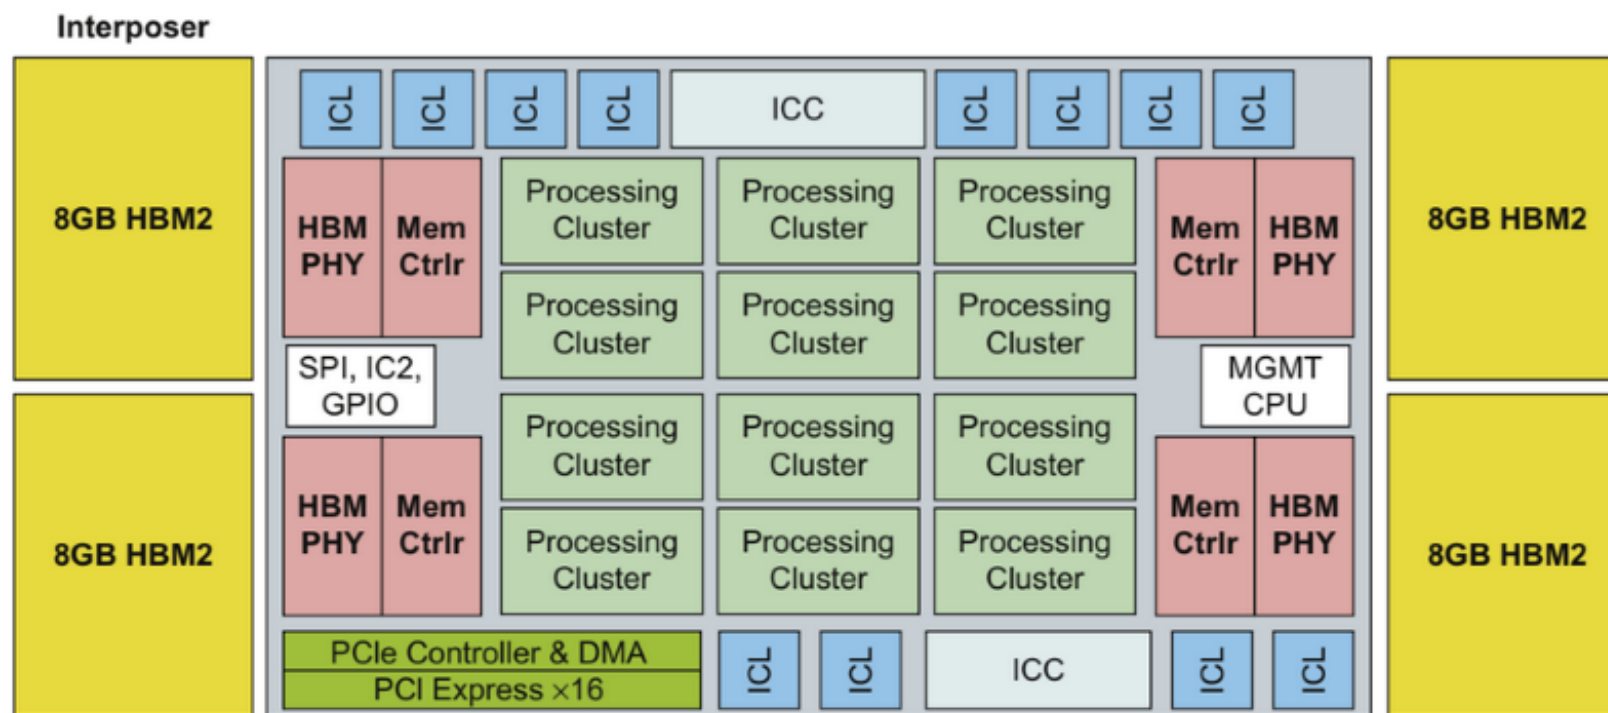 Interposer
ICL
ICL
ICL
ICL
ICC
ICL
ICL
ICL
ICL
8GB HBM2
HBM
PHY
Mem
Ctrlr
Processing
Cluster
Processing
Cluster
Processing
Cluster
Mem
Ctrlr
HBM
PHY
8GB HBM2
Processing
Cluster
Processing
Cluster
Processing
Cluster
SPI, IC2,
GPIO
MGMT
CPU
8GB HBM2
HBM
PHY
Mem
Ctrlr
Processing
Cluster
Processing
Cluster
Processing
Cluster
Mem
Ctrlr
HBM
PHY
8GB HBM2
Processing
Cluster
Processing
Cluster
Processing
Cluster
PCIe Controller & DMA
PCI Express ×16
ICL
ICL
ICC
ICL
ICL